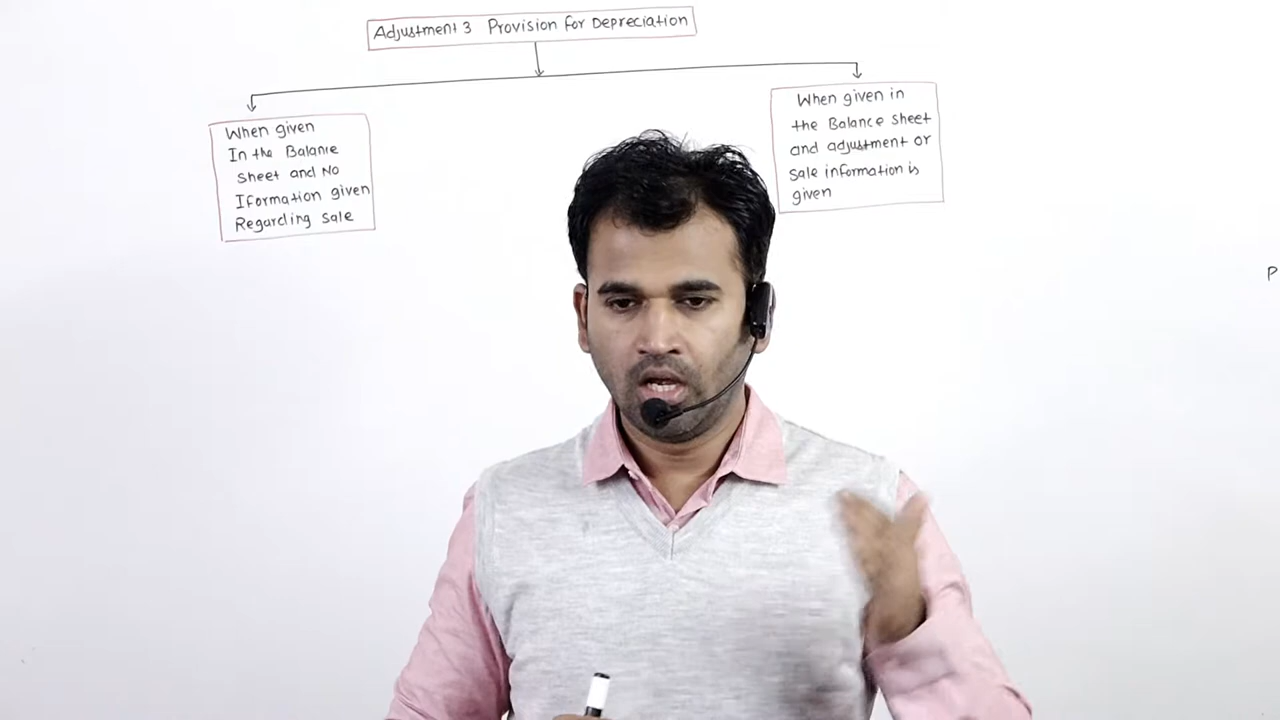 Adjustment 3 Provision for Depreciation
When given
In the Balance
Sheet and No
Iformation given
Regarding sale
When given in
the Balance sheet
and adjustment or
sale information is
given
P